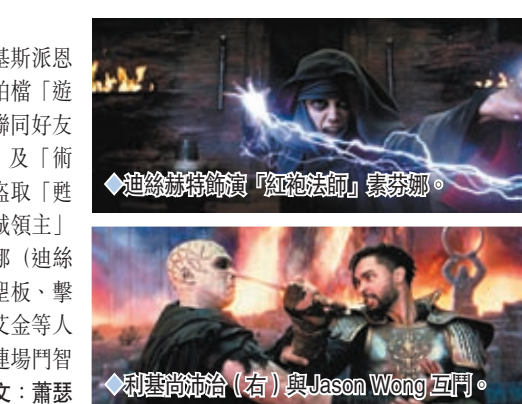 基斯派恩
拍檔「遊
聯同好友
」及「術
盜取「甦
城領主」
娜（迪絲
聖板、擊
艾金等人
連場鬥智
文：蕭瑟
◆迪絲赫特飾演「紅袍法師」素芬娜。
◆利基尚沛治（右）與Jason Wong 互鬥。